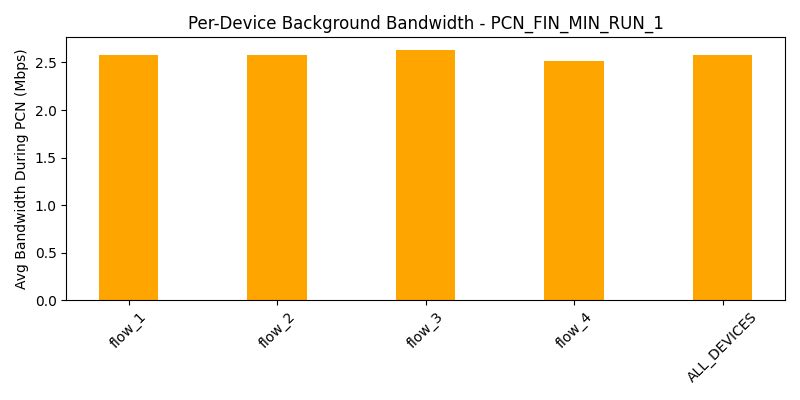 Per-Device Background Bandwidth - PCN_FIN_MIN_RUN_1
Avg Bandwidth During PCN (Mbps)
2.5
2.0
1.5
1.0
0.5
0.0
flow_1
flow_2
flow_3
flow_4
ALL_DEVICES